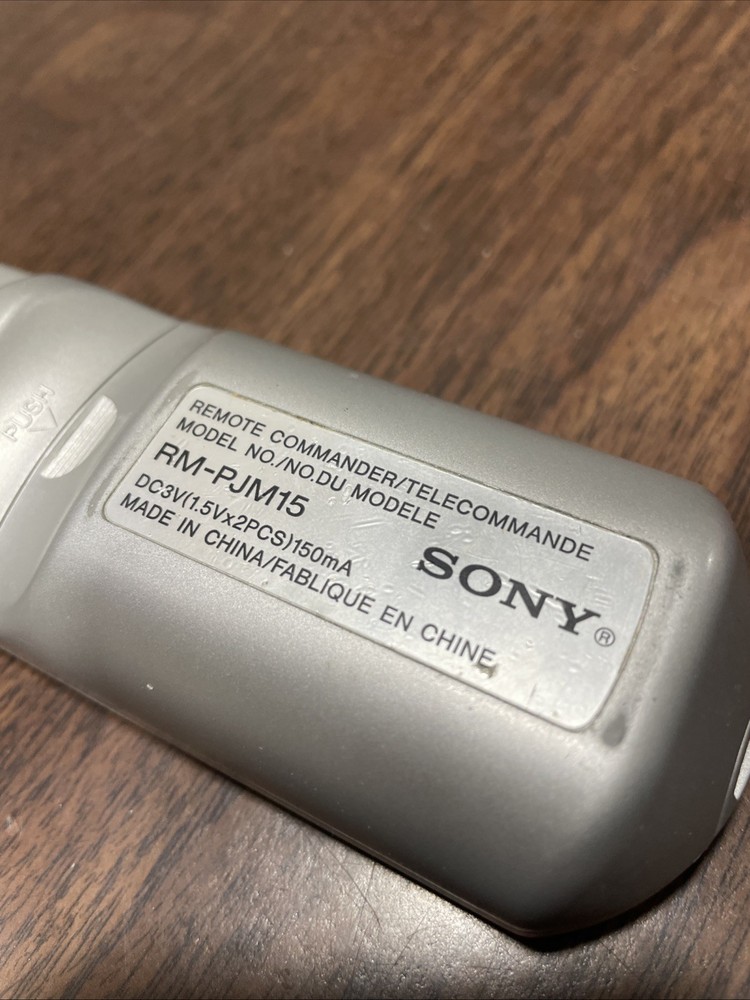 PUSH
REMOTE COMMANDER/TELECOMMANDE
MODEL NO./NO.DU MODELE
RM-PJM15
DC3V(1.5Vx2PCS)150mA
MADE IN CHINA/FABLIQUE EN CHINE
SONY®